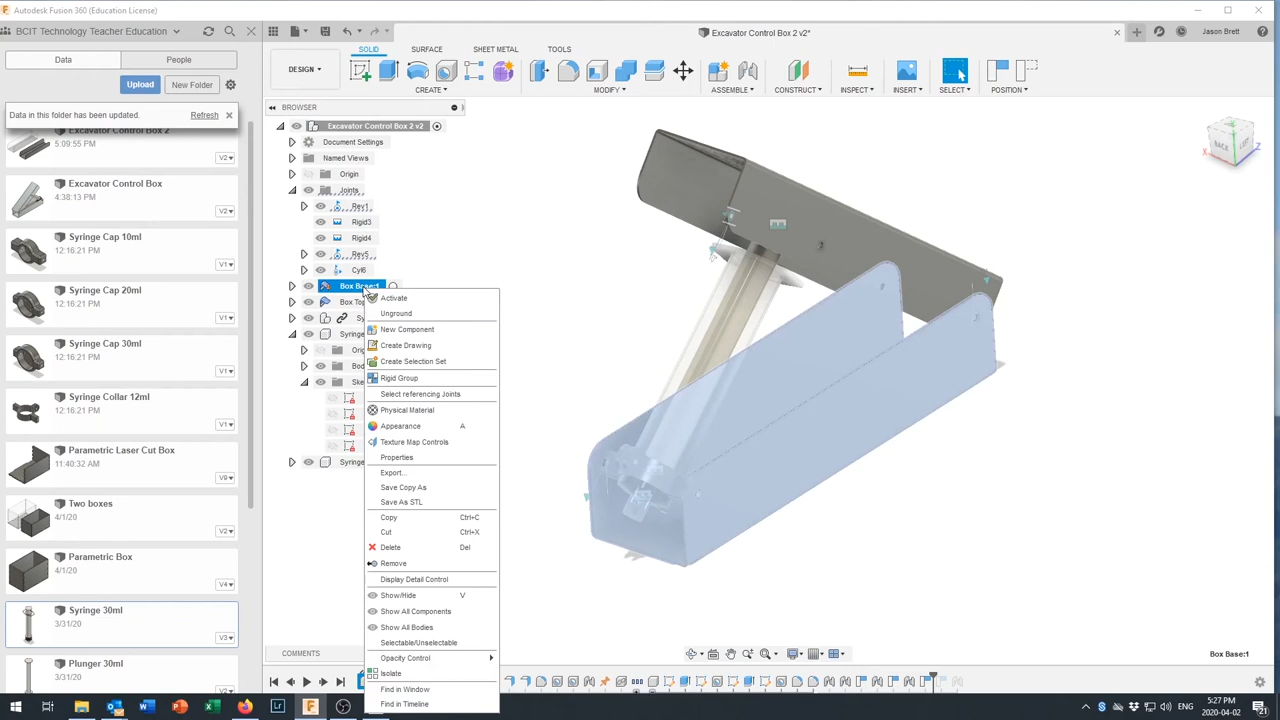 Autodesk Fusion 360 (Education License)
BCIT Technology Teacher Education
Excavator Control Box 2 v2*
Jason Brett
Data
People
Upload
New Folder
Data in this folder has been updated.
Refresh
Excavator Control Box 2
5:09:55 PM
V2
Excavator Control Box
4:38:13 PM
V2
Syringe Cap 10ml
12:16:21 PM
V1
Syringe Cap 20ml
12:16:21 PM
V1
Syringe Cap 30ml
12:16:21 PM
V1
Syringe Collar 12ml
12:16:21 PM
V1
Parametric Laser Cut Box
11:40:32 AM
V9
Two boxes
4/1/20
V2
Parametric Box
4/1/20
V4
Syringe 30ml
3/31/20
V3
Plunger 30ml
DESIGN
SOLID
SURFACE
SHEET METAL
TOOLS
CREATE
MODIFY
ASSEMBLE
CONSTRUCT
INSPECT
INSERT
SELECT
POSITION
BROWSER
Excavator Control Box 2 v2
Document Settings
Named Views
Origin
Joints
Rev1
Rigid3
Rigid4
Rev5
Cyl6
Box Base:1
Box Top
Sy
Syringe
Orig
Bod
Ske
Syringe
Activate
Unground
New Component
Create Drawing
Create Selection Set
Rigid Group
Select referencing Joints
Physical Material
Appearance A
Texture Map Controls
Properties
Export...
Save Copy As
Save As STL
Copy Ctrl+C
Cut Ctrl+X
Delete Del
Remove
Display Detail Control
Show/Hide V
Show All Components
Show All Bodies
Selectable/Unselectable
Opacity Control
Isolate
Find in Window
Find in Timeline
BACK
LEFT
X
Z
COMMENTS
Box Base:1
5:27 PM
2020-04-02